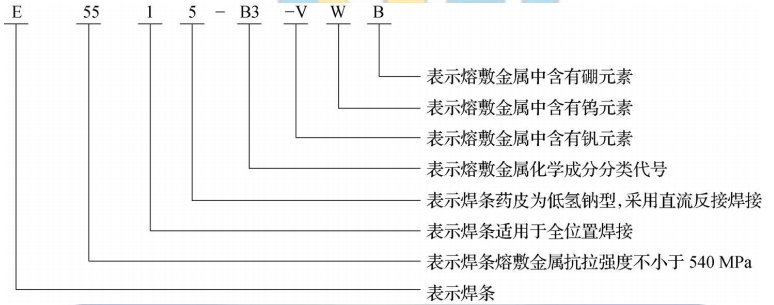 E 55 1 5 - B3 -V W B
表示熔敷金属中含有硼元素
表示熔敷金属中含有钨元素
表示熔敷金属中含有钒元素
表示熔敷金属化学成分分类代号
表示焊条药皮为低氢钠型,采用直流反接焊接
表示焊条适用于全位置焊接
表示焊条熔敷金属抗拉强度不小于 540 MPa
表示焊条